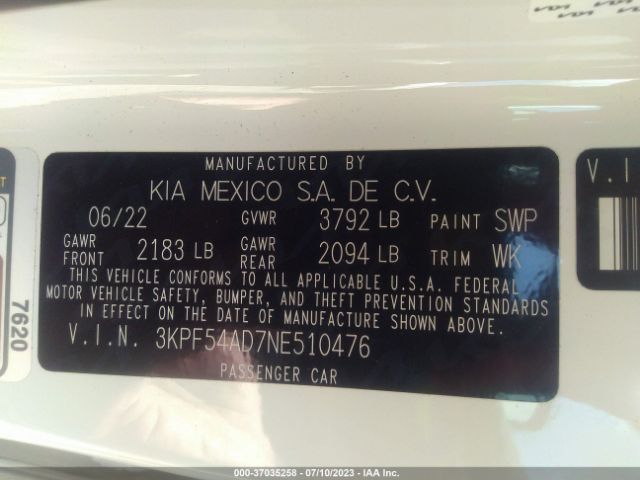 MANUFACTURED BY
KIA MEXICO S.A. DE C.V.
06/22 GVWR 3792 LB PAINT SWP
GAWR FRONT 2183 LB GAWR REAR 2094 LB TRIM WK
THIS VEHICLE CONFORMS TO ALL APPLICABLE U.S.A. FEDERAL
MOTOR VEHICLE SAFETY, BUMPER, AND THEFT PREVENTION STANDARDS
IN EFFECT ON THE DATE OF MANUFACTURE SHOWN ABOVE.
V.I.N. 3KPF54AD7NE510476
PASSENGER CAR
7620
V.I
000-37035258 - 07/10/2023 - IAA Inc.